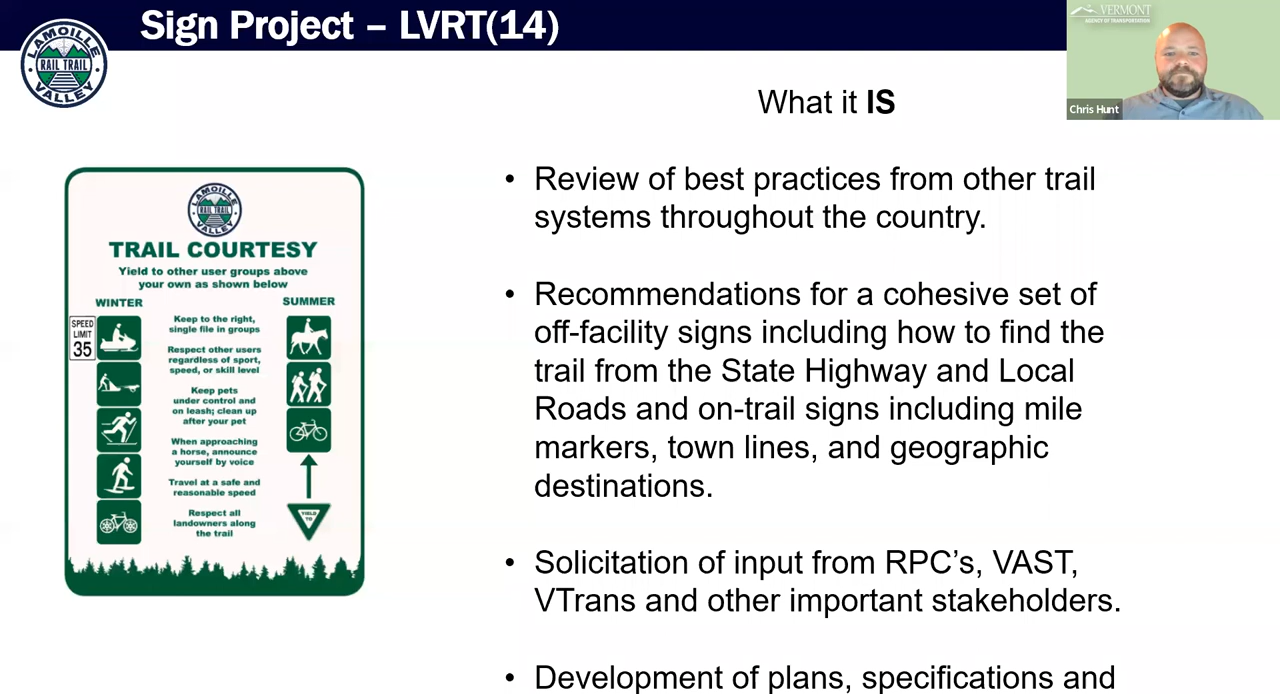 Sign Project – LVRT(14)
LAMOILLE
RAIL TRAIL
VALLEY
VERMONT
AGENCY OF TRANSPORTATION
Chris Hunt
What it IS
• Review of best practices from other trail
systems throughout the country.
• Recommendations for a cohesive set of
off-facility signs including how to find the
trail from the State Highway and Local
Roads and on-trail signs including mile
markers, town lines, and geographic
destinations.
• Solicitation of input from RPC’s, VAST,
VTrans and other important stakeholders.
• Development of plans, specifications and
LAMOILLE
RAIL TRAIL
VALLEY
TRAIL COURTESY
Yield to other user groups above
your own as shown below
WINTER
SUMMER
SPEED
LIMIT
35
Keep to the right,
single file in groups
Respect other users
regardless of sport,
speed, or skill level
Keep pets
under control and
on leash; clean up
after your pet
When approaching
a horse, announce
yourself by voice
Travel at a safe and
reasonable speed
Respect all
landowners along
the trail
YIELD
TO